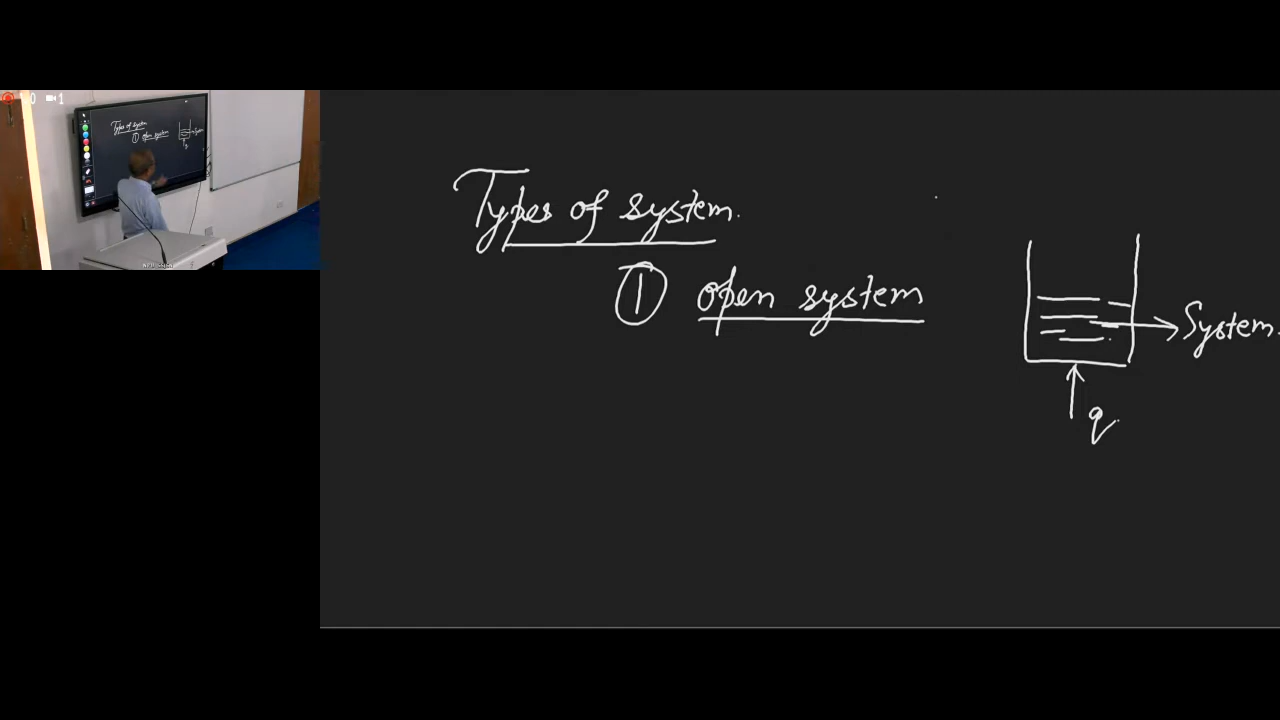 Types of system.
① open system
System.
q